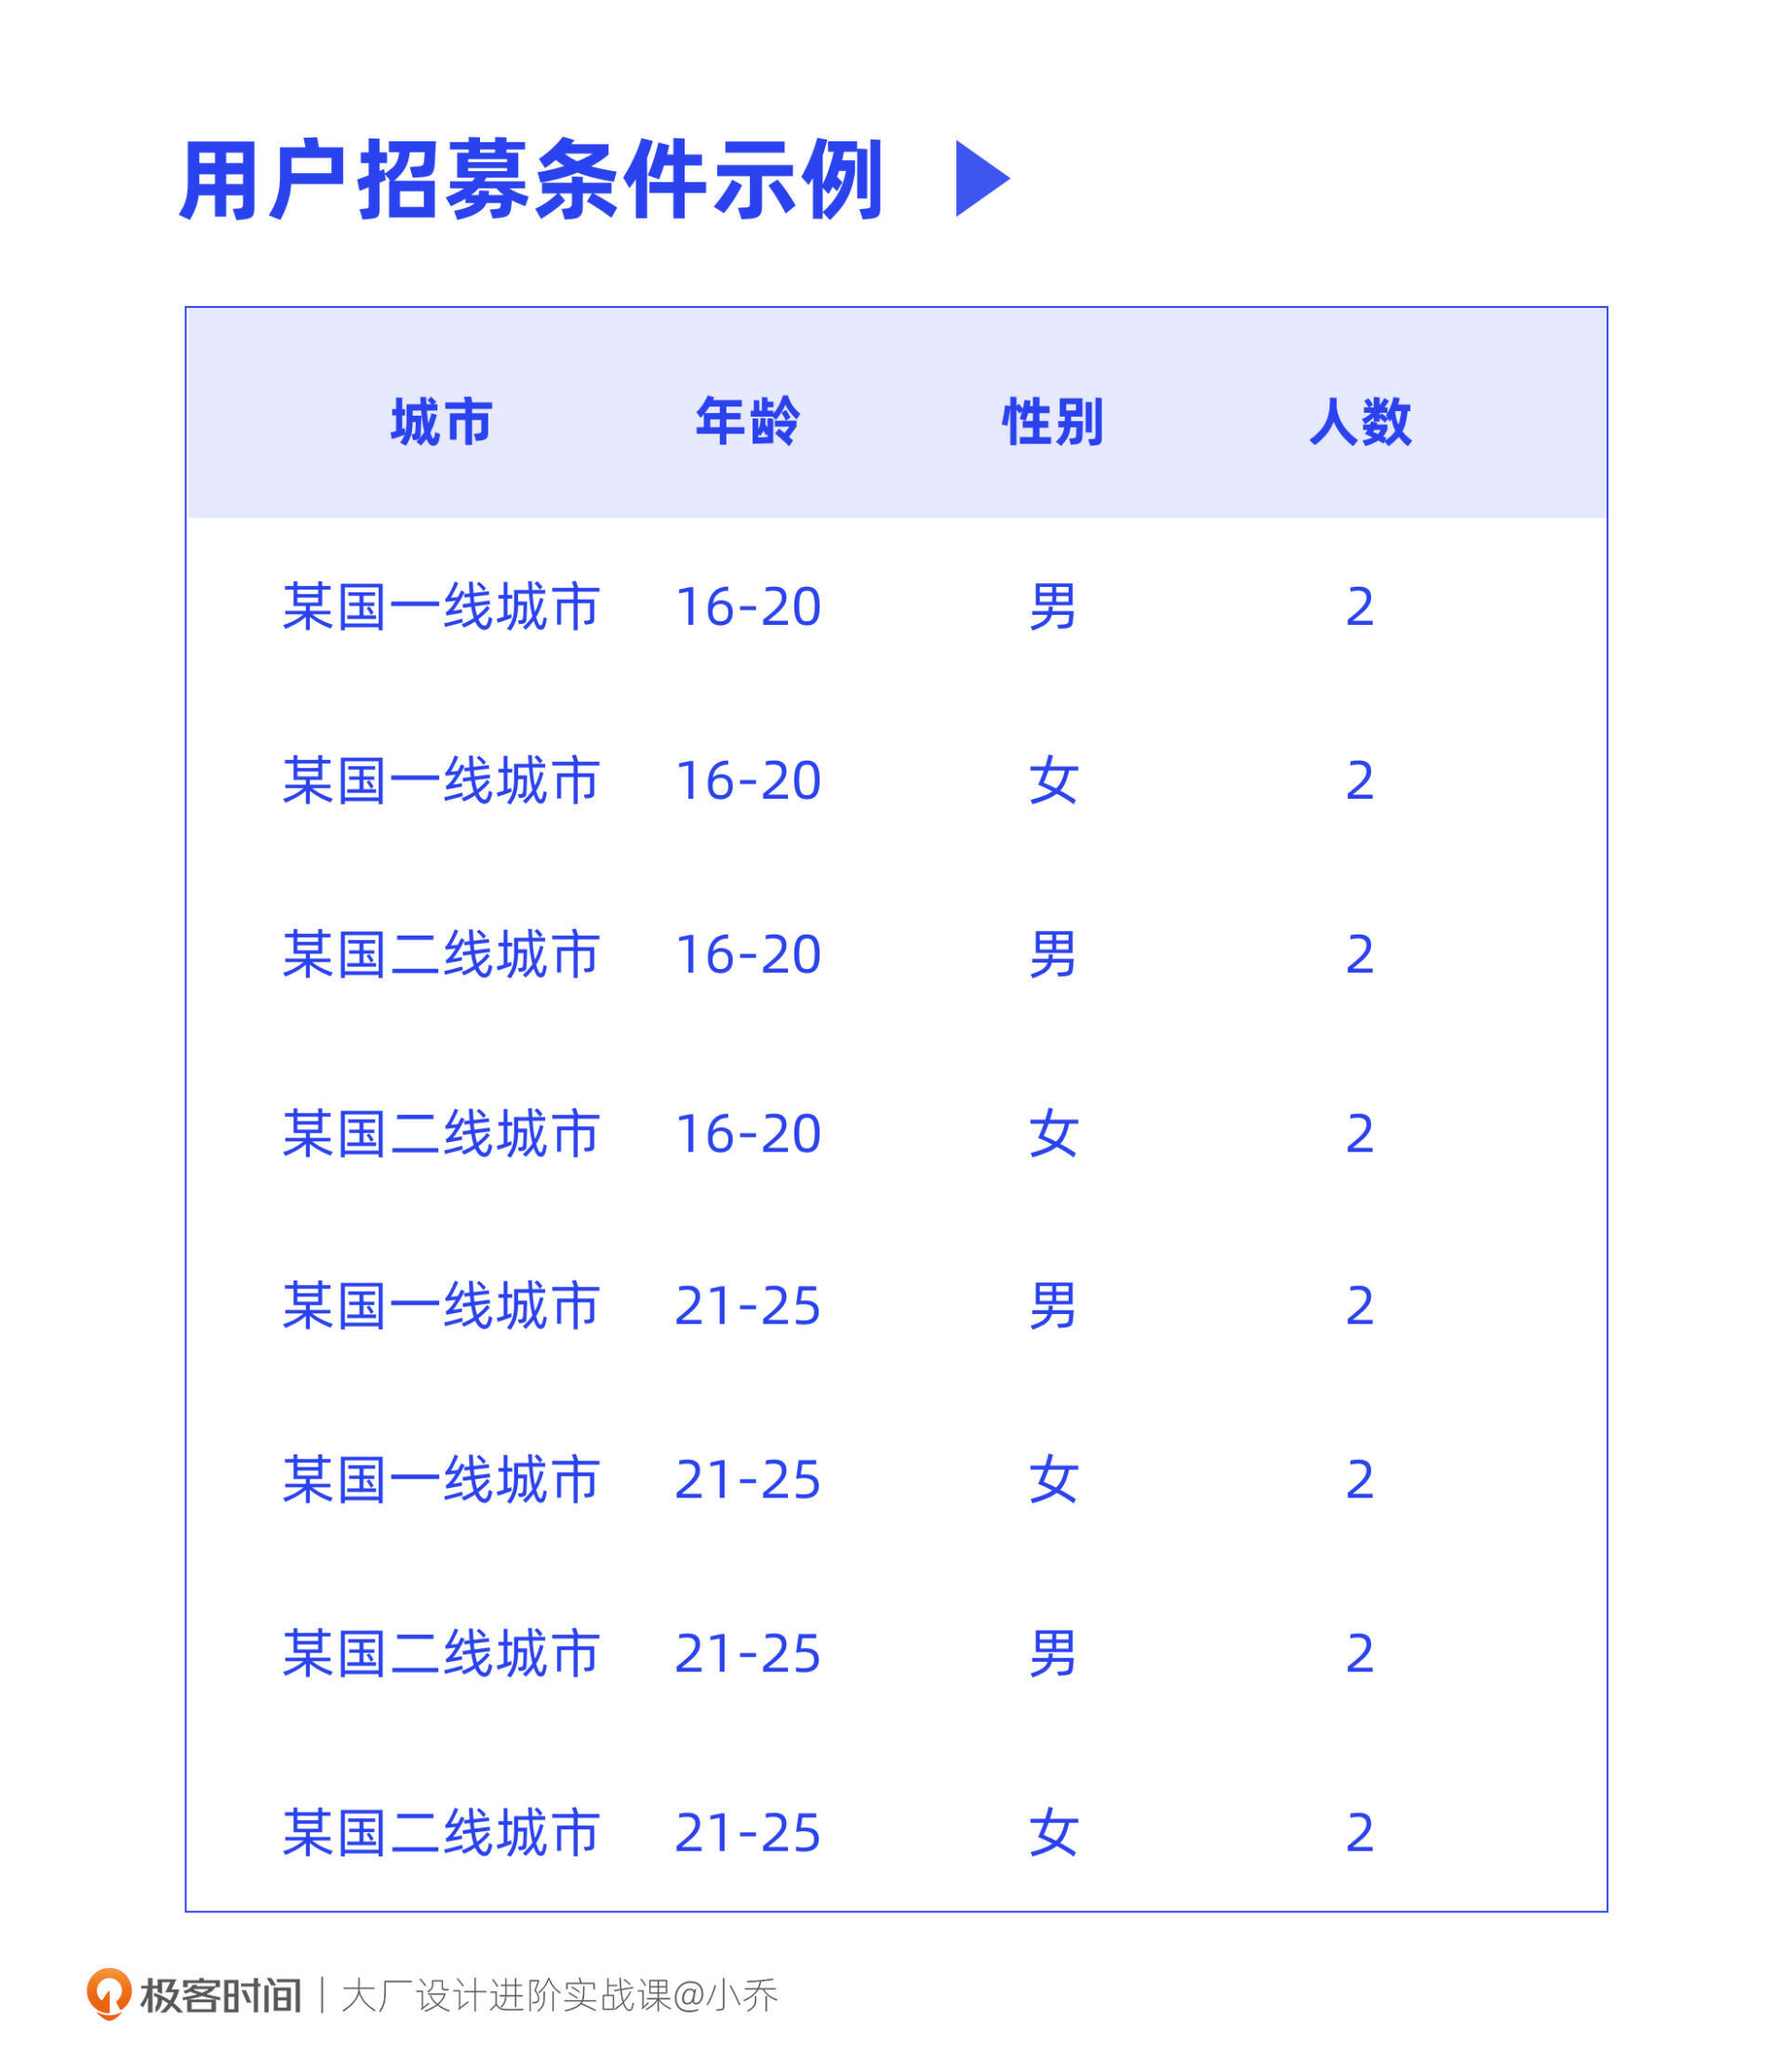 用户招募条件示例
城市 年龄 性别 人数
某国一线城市 16-20 男 2
某国一线城市 16-20 女 2
某国二线城市 16-20 男 2
某国二线城市 16-20 女 2
某国一线城市 21-25 男 2
某国一线城市 21-25 女 2
某国二线城市 21-25 男 2
某国二线城市 21-25 女 2
极客时间 | 大厂设计进阶实战课@小乔